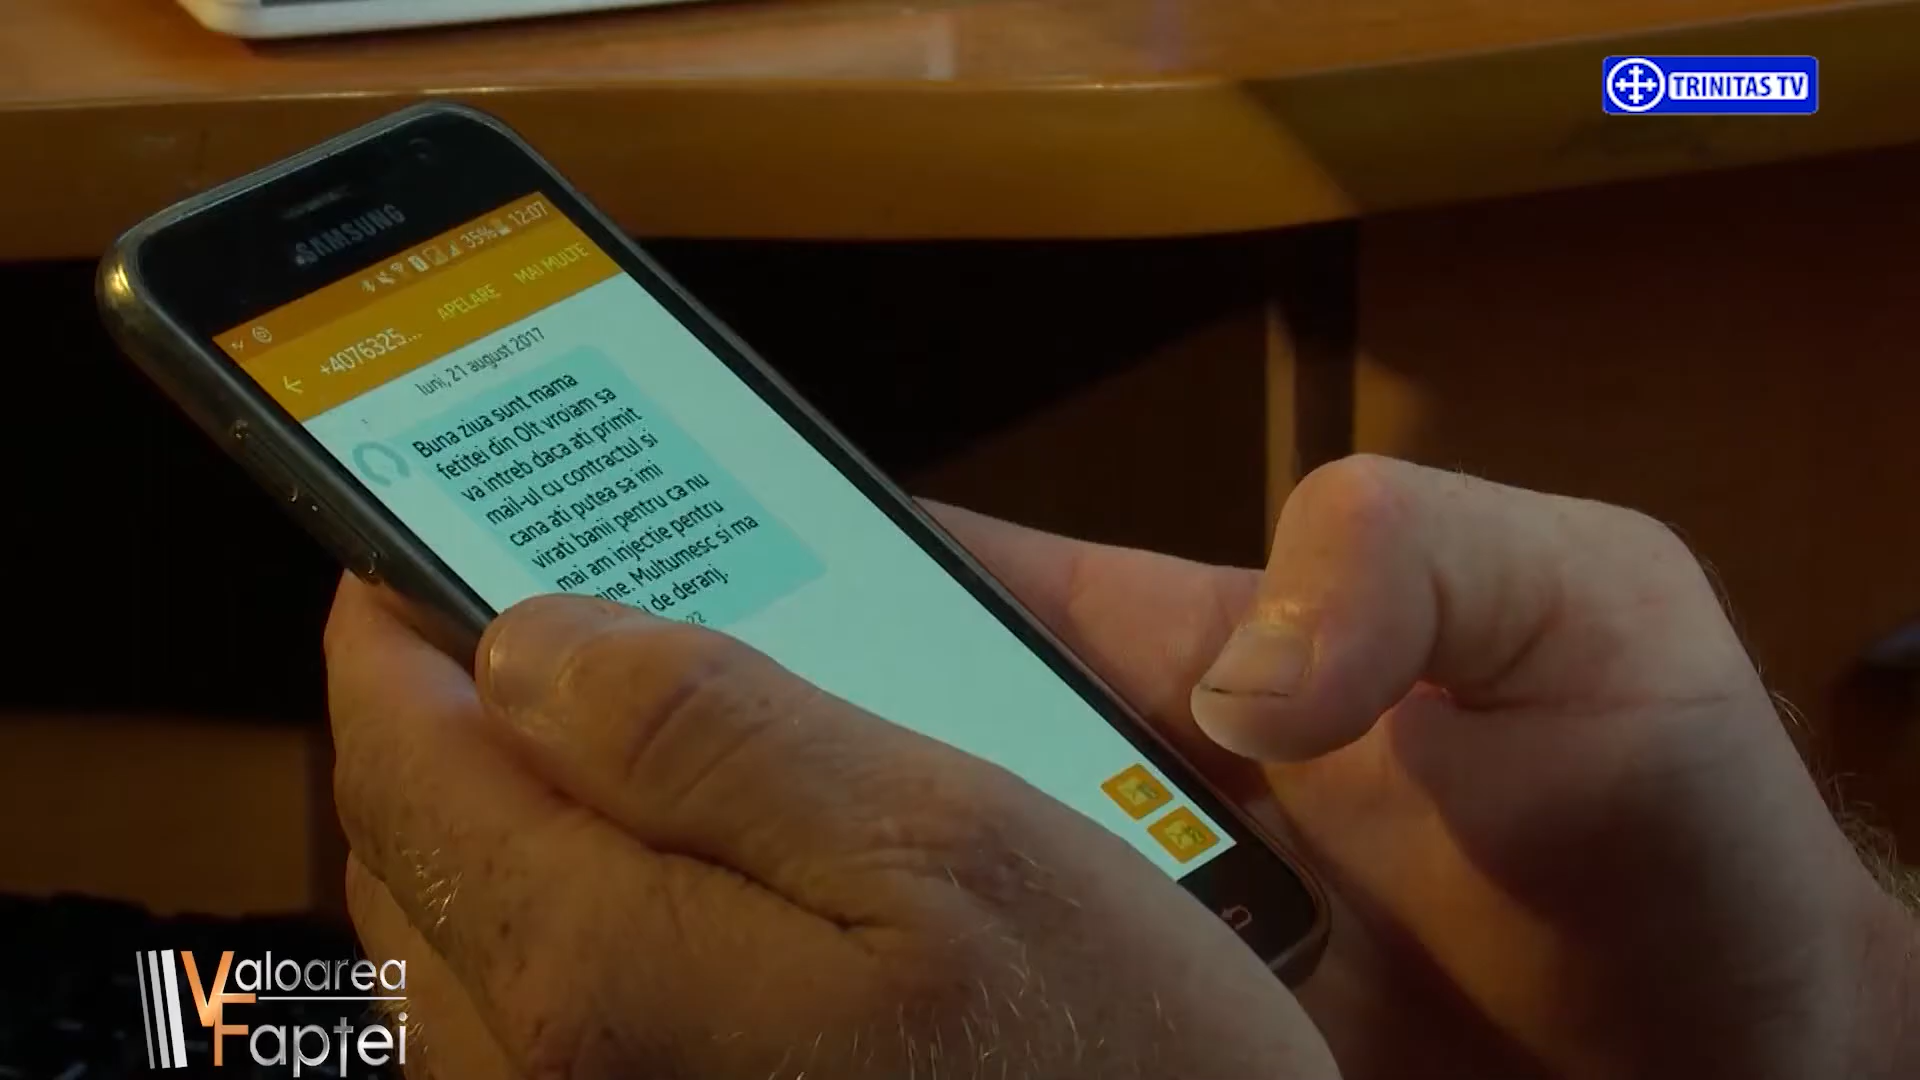 TRINITAS TV
SAMSUNG
35% 12:07
+4076325... APELARE MAI MULTE
luni, 21 august 2017
Buna ziua sunt mama
fetitei din Olt vroiam sa
va intreb daca ati primit
mail-ul cu contractul si
cana ati putea sa imi
virati banii pentru ca nu
mai am injectie pentru
ine. Multumesc si ma
i de deranj.
22
Valoarea
Faptei